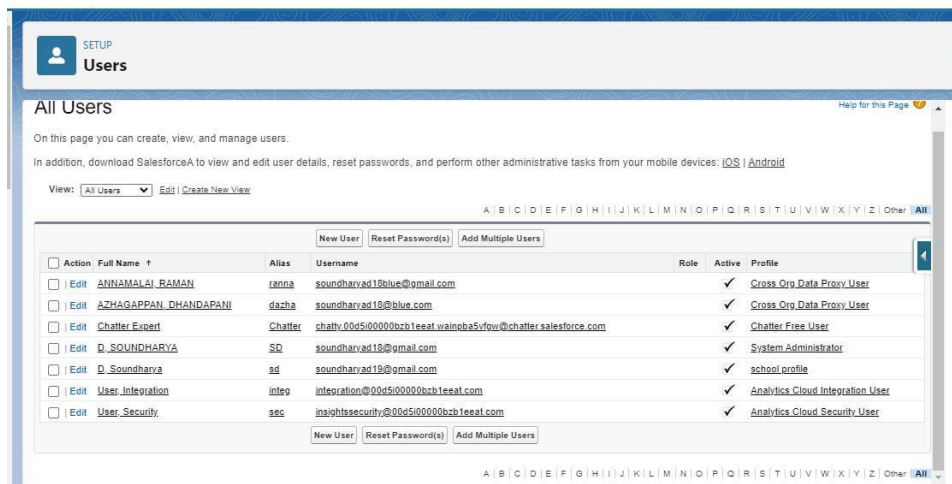 SETUP
Users
All Users
Help for this Page ?
On this page you can create, view, and manage users.
In addition, download SalesforceA to view and edit user details, reset passwords, and perform other administrative tasks from your mobile devices: iOS | Android
View: All Users Edit | Create New View
A | B | C | D | E | F | G | H | I | J | K | L | M | N | O | P | Q | R | S | T | U | V | W | X | Y | Z | Other All
New User Reset Password(s) Add Multiple Users
Action Full Name ↑ Alias Username Role Active Profile
| Edit ANNAMALAI, RAMAN ranna soundharyad18blue@gmail.com ✓ Cross Org Data Proxy User
| Edit AZHAGAPPAN, DHANDAPANI dazha soundharyad18@blue.com ✓ Cross Org Data Proxy User
| Edit Chatter Expert Chatter chatty.00d5i00000bzb1eeat.wainpba5vfgw@chatter.salesforce.com ✓ Chatter Free User
| Edit D, SOUNDHARYA SD soundharyad18@gmail.com ✓ System Administrator
| Edit D, Soundharya sd soundharyad19@gmail.com ✓ school profile
| Edit User, Integration integ integration@00d5i00000bzb1eeat.com ✓ Analytics Cloud Integration User
| Edit User, Security sec insightssecurity@00d5i00000bzb1eeat.com ✓ Analytics Cloud Security User
New User Reset Password(s) Add Multiple Users
A | B | C | D | E | F | G | H | I | J | K | L | M | N | O | P | Q | R | S | T | U | V | W | X | Y | Z | Other All